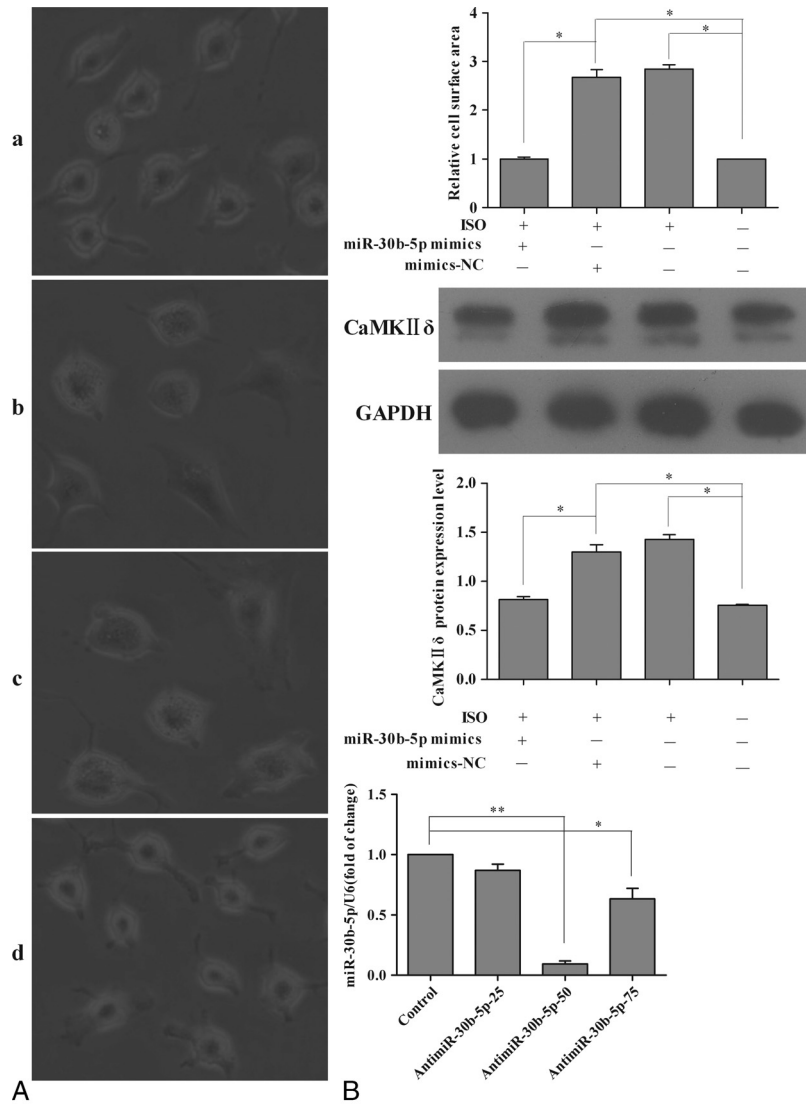 a
b
c
d
A
4
3
2
1
0
Relative cell surface area
*
*
*
ISO + + + —
miR-30b-5p mimics + — — —
mimics-NC — + — —
CaMKⅡδ
GAPDH
2.0
1.5
1.0
0.5
0.0
CaMKⅡδ protein expression level
*
*
*
ISO + + + —
miR-30b-5p mimics + — — —
mimics-NC — + — —
1.5
1.0
0.5
0.0
miR-30b-5p/U6(fold of change)
**
*
Control
AntimiR-30b-5p-25
AntimiR-30b-5p-50
AntimiR-30b-5p-75
B